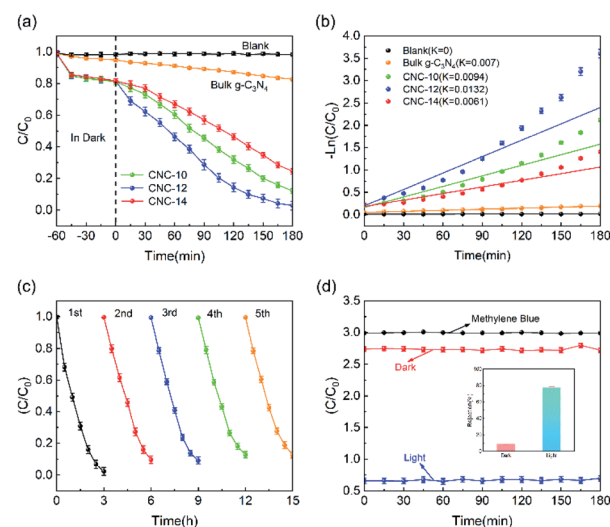 (a)
C/C₀
1.0
0.8
0.6
0.4
0.2
0.0
Blank
Bulk g-C₃N₄
In Dark
CNC-10
CNC-12
CNC-14
-60 -30 0 30 60 90 120 150 180
Time(min)
(b)
-Ln(C/C₀)
4.0
3.5
3.0
2.5
2.0
1.5
1.0
0.5
0.0
Blank(K=0)
Bulk g-C₃N₄(K=0.007)
CNC-10(K=0.0094)
CNC-12(K=0.0132)
CNC-14(K=0.0061)
0 30 60 90 120 150 180
Time(min)
(c)
(C/C₀)
1.0
0.8
0.6
0.4
0.2
0.0
1st 2nd 3rd 4th 5th
0 3 6 9 12 15
Time(h)
(d)
(C/C₀)
3.5
3.0
2.5
2.0
1.5
1.0
0.5
Methylene Blue
Dark
Dark Light
Light
0 30 60 90 120 150 180
Time(min)